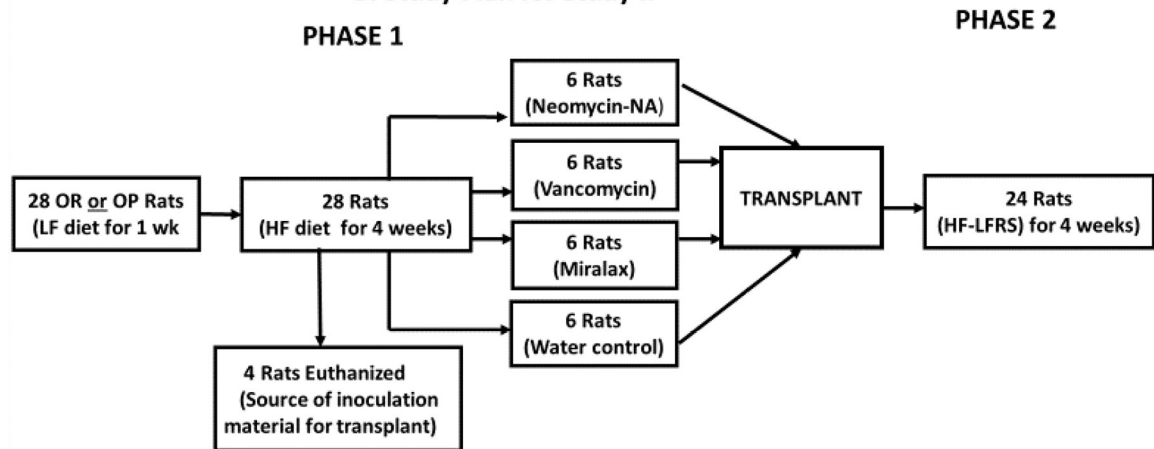 PHASE 1
PHASE 2
28 OR or OP Rats
(LF diet for 1 wk
28 Rats
(HF diet for 4 weeks)
4 Rats Euthanized
(Source of inoculation
material for transplant)
6 Rats
(Neomycin-NA)
6 Rats
(Vancomycin)
6 Rats
(Miralax)
6 Rats
(Water control)
TRANSPLANT
24 Rats
(HF-LFRS) for 4 weeks)